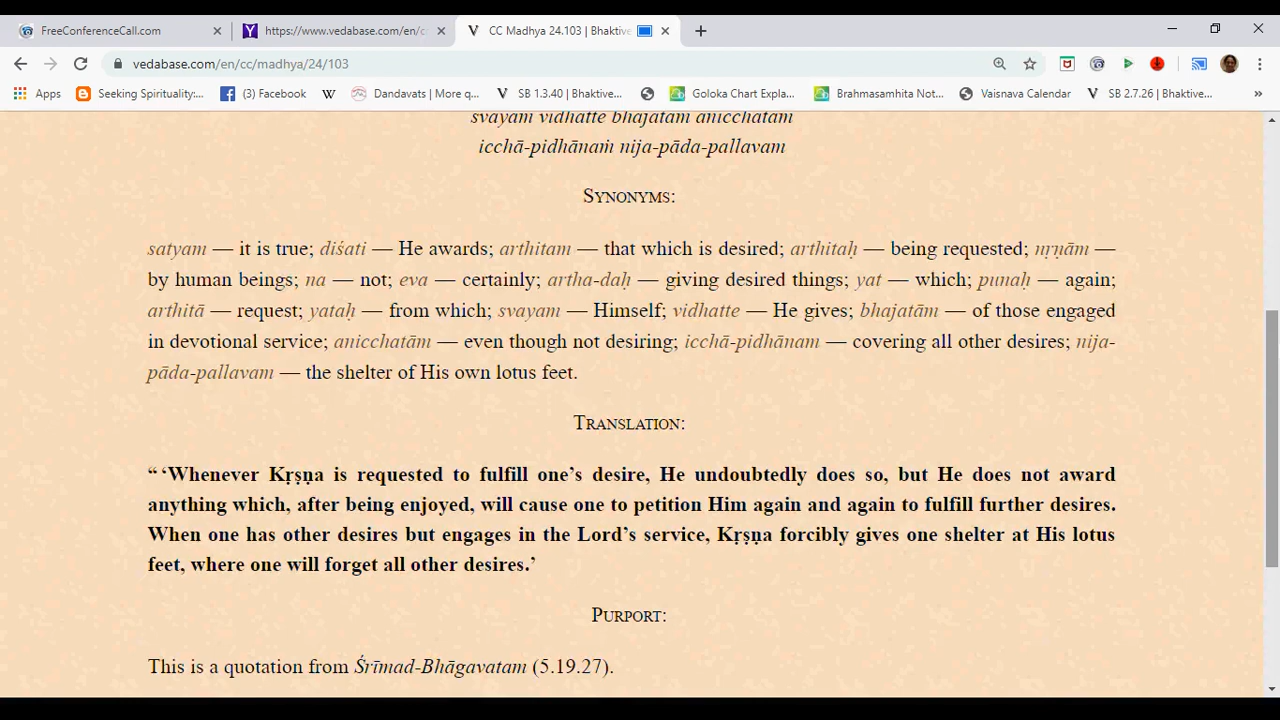 FreeConferenceCall.com
https://www.vedabase.com/en/c
CC Madhya 24.103 | Bhaktive
vedabase.com/en/cc/madhya/24/103
Apps Seeking Spirituality:... (3) Facebook W Dandavats | More q... V SB 1.3.40 | Bhaktive... Goloka Chart Expla... Brahmasamhita Not... Vaisnava Calendar V SB 2.7.26 | Bhaktive... »
svayaṁ vidhatte bhajatām anicchatām
icchā-pidhānaṁ nija-pāda-pallavam
Synonyms:
satyam — it is true; diśati — He awards; arthitam — that which is desired; arthitaḥ — being requested; nṛṇām —
by human beings; na — not; eva — certainly; artha-daḥ — giving desired things; yat — which; punaḥ — again;
arthitā — request; yataḥ — from which; svayam — Himself; vidhatte — He gives; bhajatām — of those engaged
in devotional service; anicchatām — even though not desiring; icchā-pidhānam — covering all other desires; nija-
pāda-pallavam — the shelter of His own lotus feet.
Translation:
“ ‘Whenever Kṛṣṇa is requested to fulfill one’s desire, He undoubtedly does so, but He does not award
anything which, after being enjoyed, will cause one to petition Him again and again to fulfill further desires.
When one has other desires but engages in the Lord’s service, Kṛṣṇa forcibly gives one shelter at His lotus
feet, where one will forget all other desires.’
Purport:
This is a quotation from Śrīmad-Bhāgavatam (5.19.27).